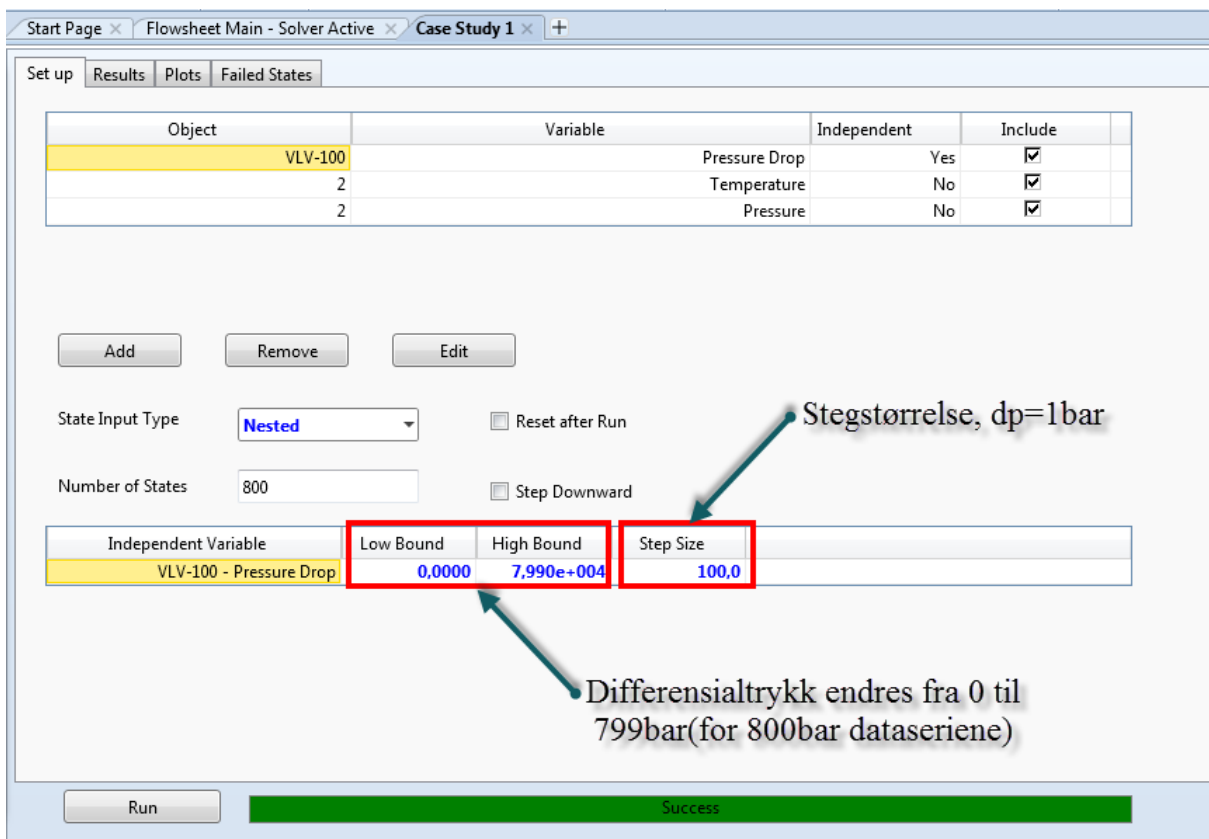 Start Page × Flowsheet Main - Solver Active × Case Study 1 × +
Set up Results Plots Failed States
Object Variable Independent Include
VLV-100 Pressure Drop Yes
2 Temperature No
2 Pressure No
Add Remove Edit
Stegstørrelse, dp=1bar
State Input Type Nested Reset after Run
Number of States 800 Step Downward
Independent Variable Low Bound High Bound Step Size
VLV-100 - Pressure Drop 0,0000 7,990e+004 100,0
Differensialtrykk endres fra 0 til
799bar(for 800bar dataseriene)
Run Success